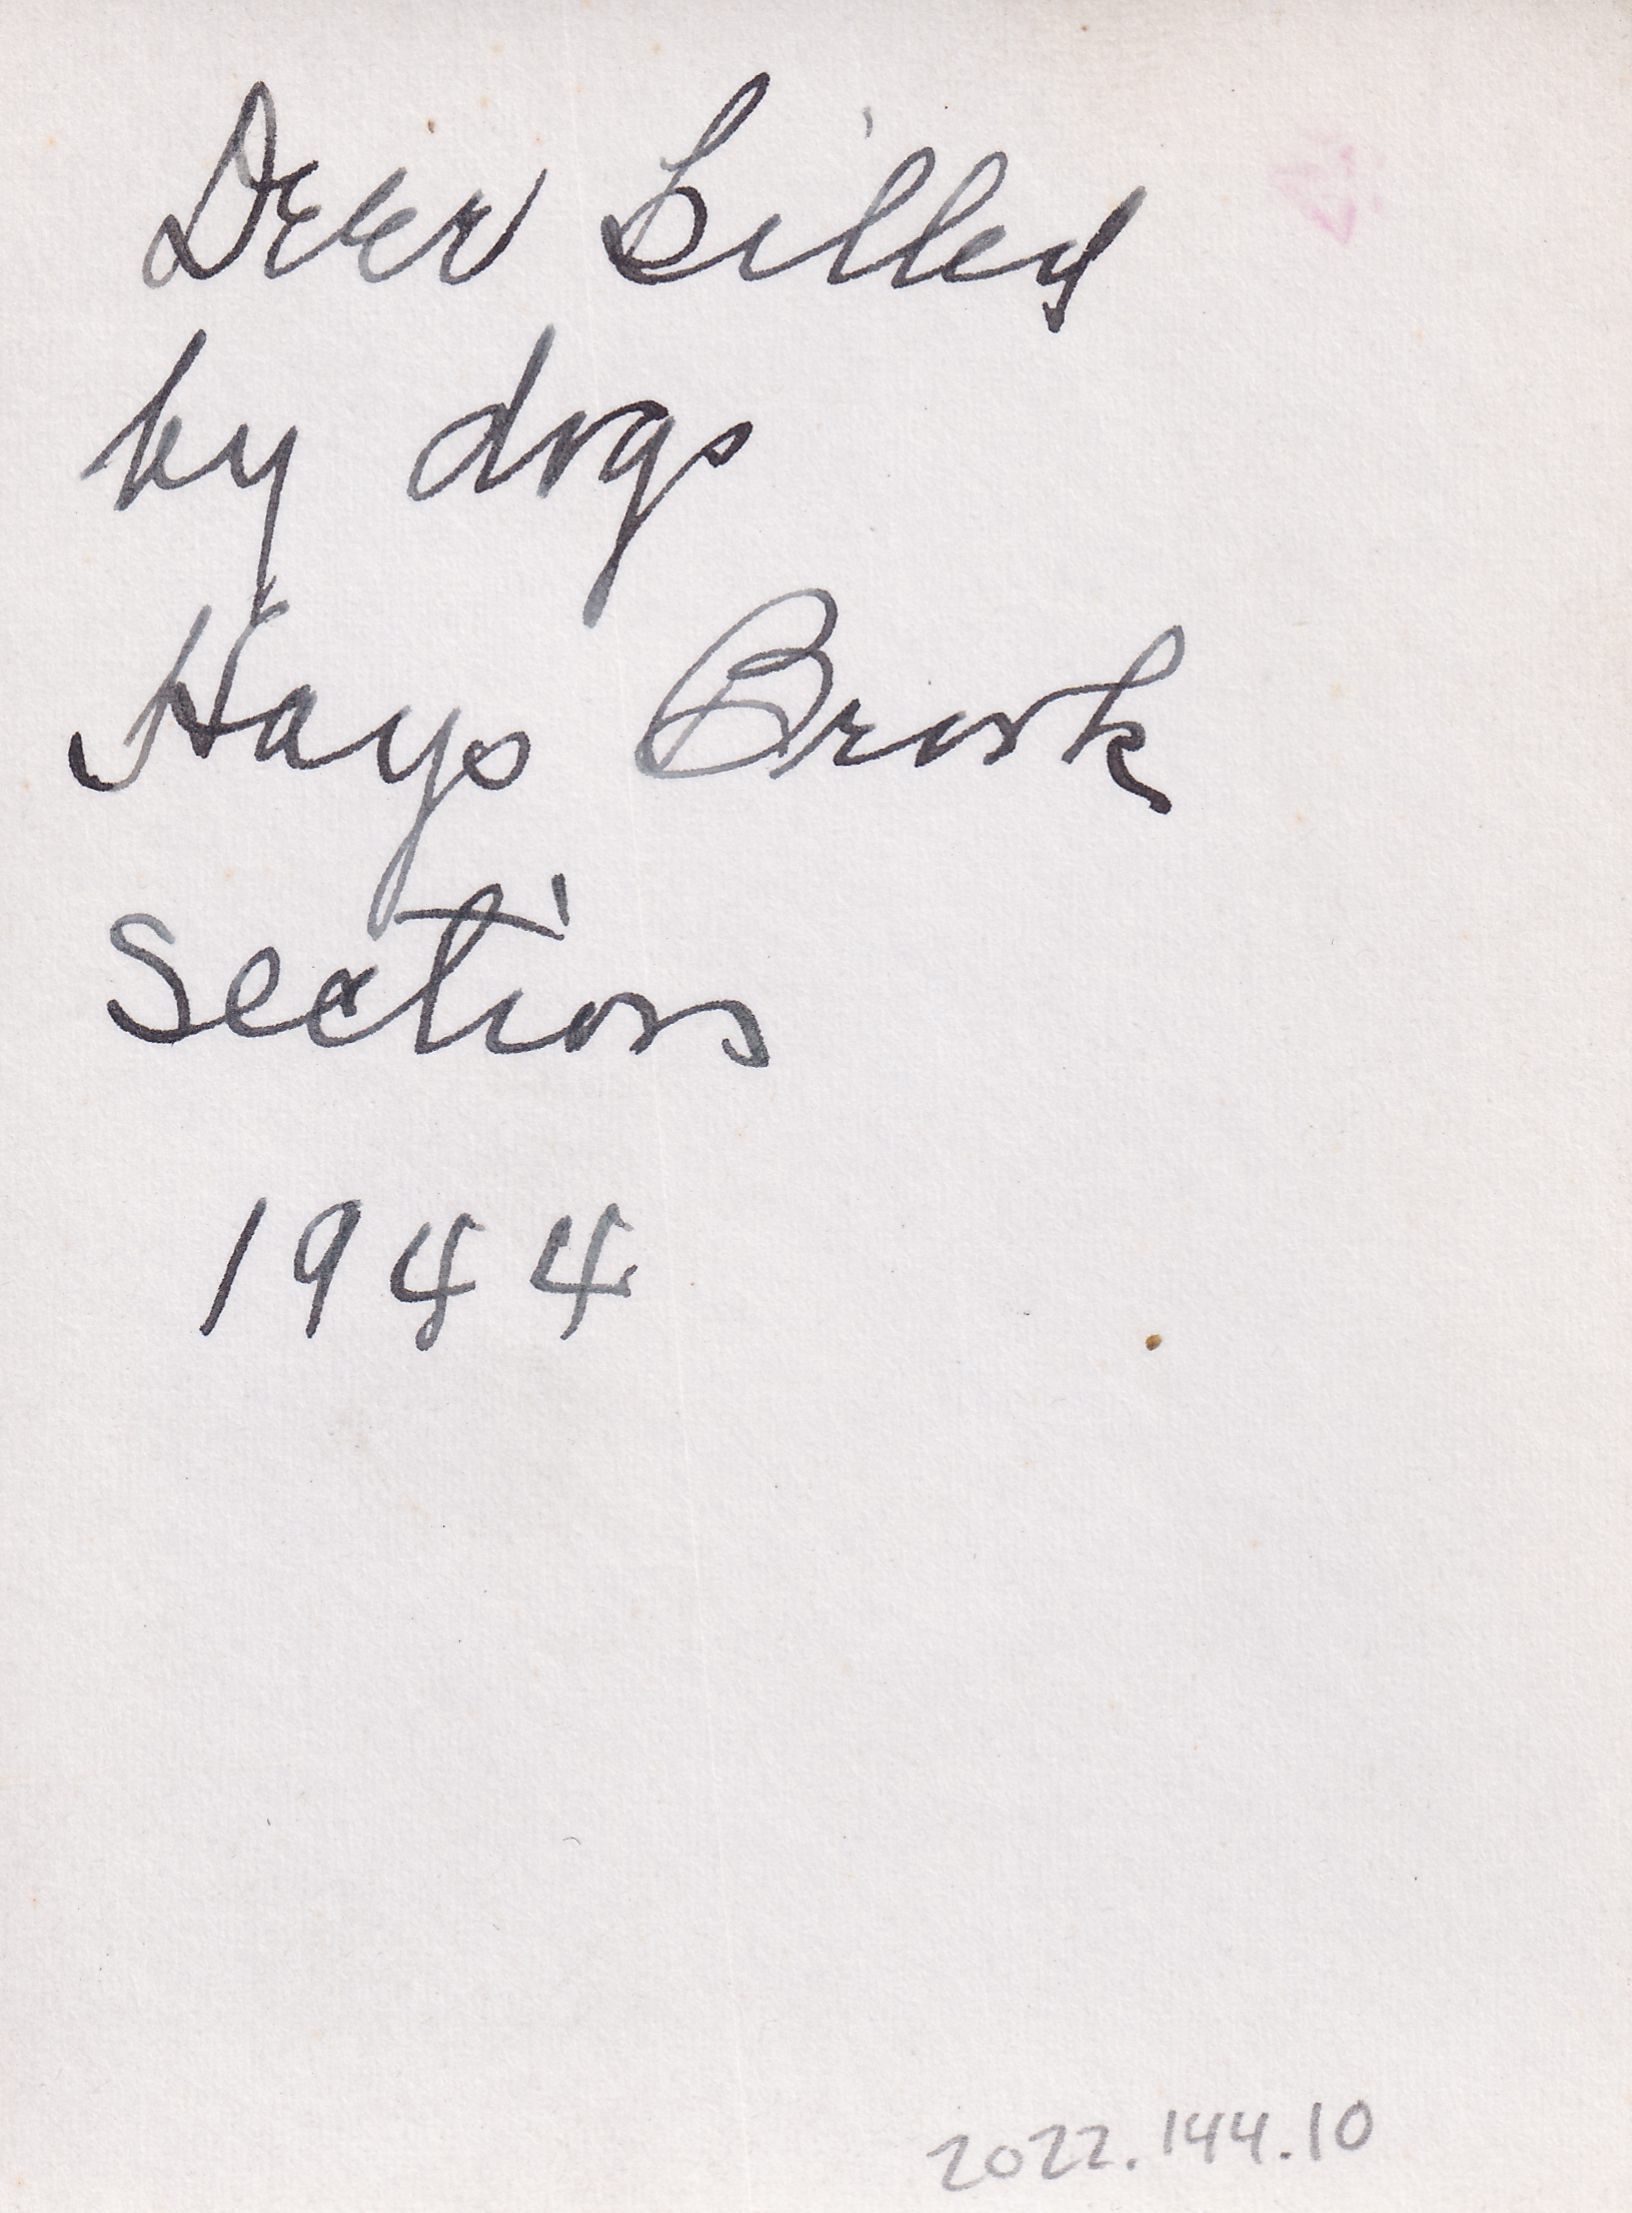 Deer killed
by dogs
Hays Brook
Section
1944
2022.144.10